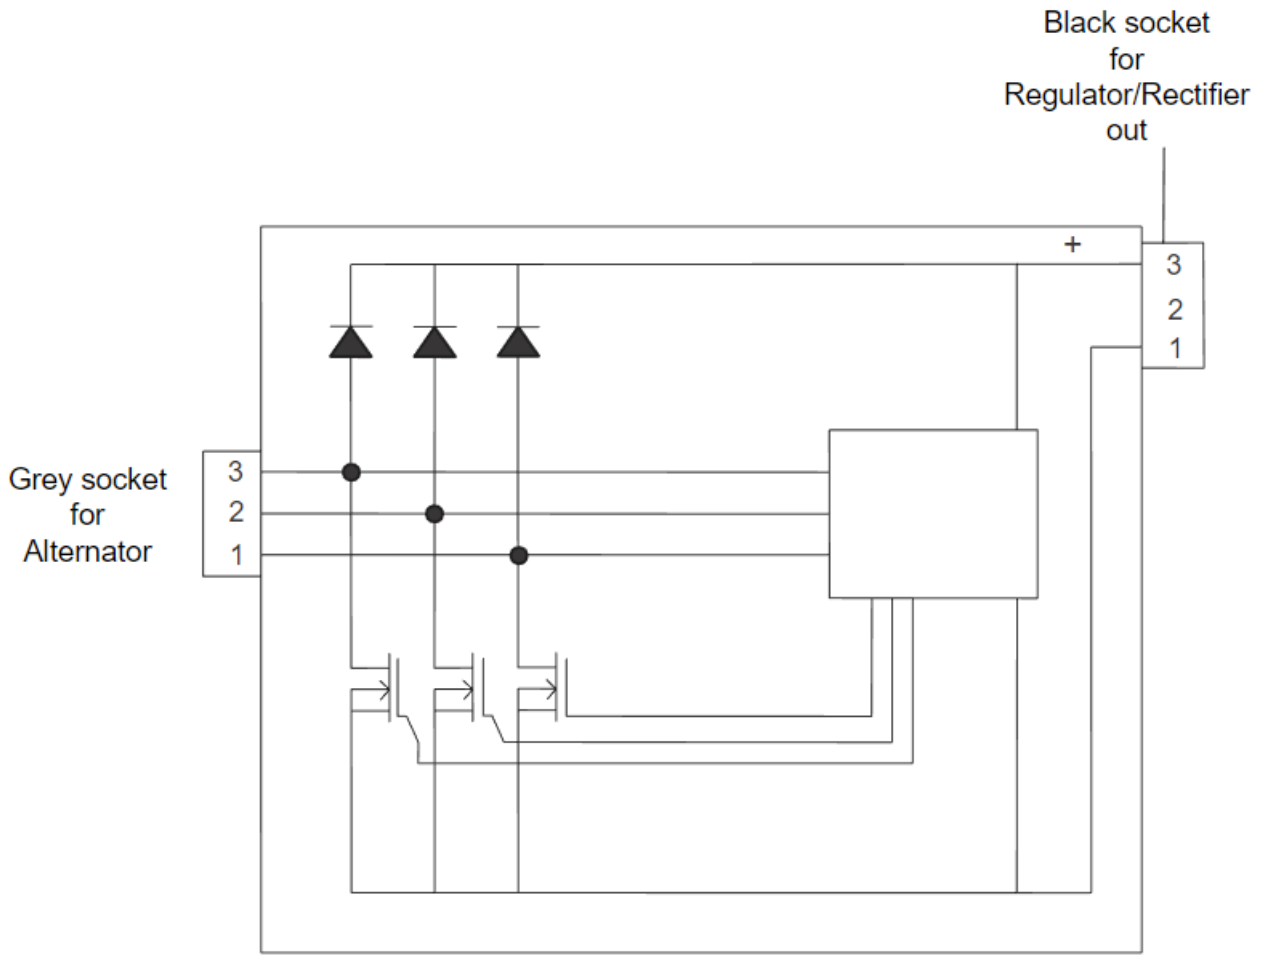 Black socket
for
Regulator/Rectifier
out
+
3
2
1
Grey socket
for
Alternator
3
2
1